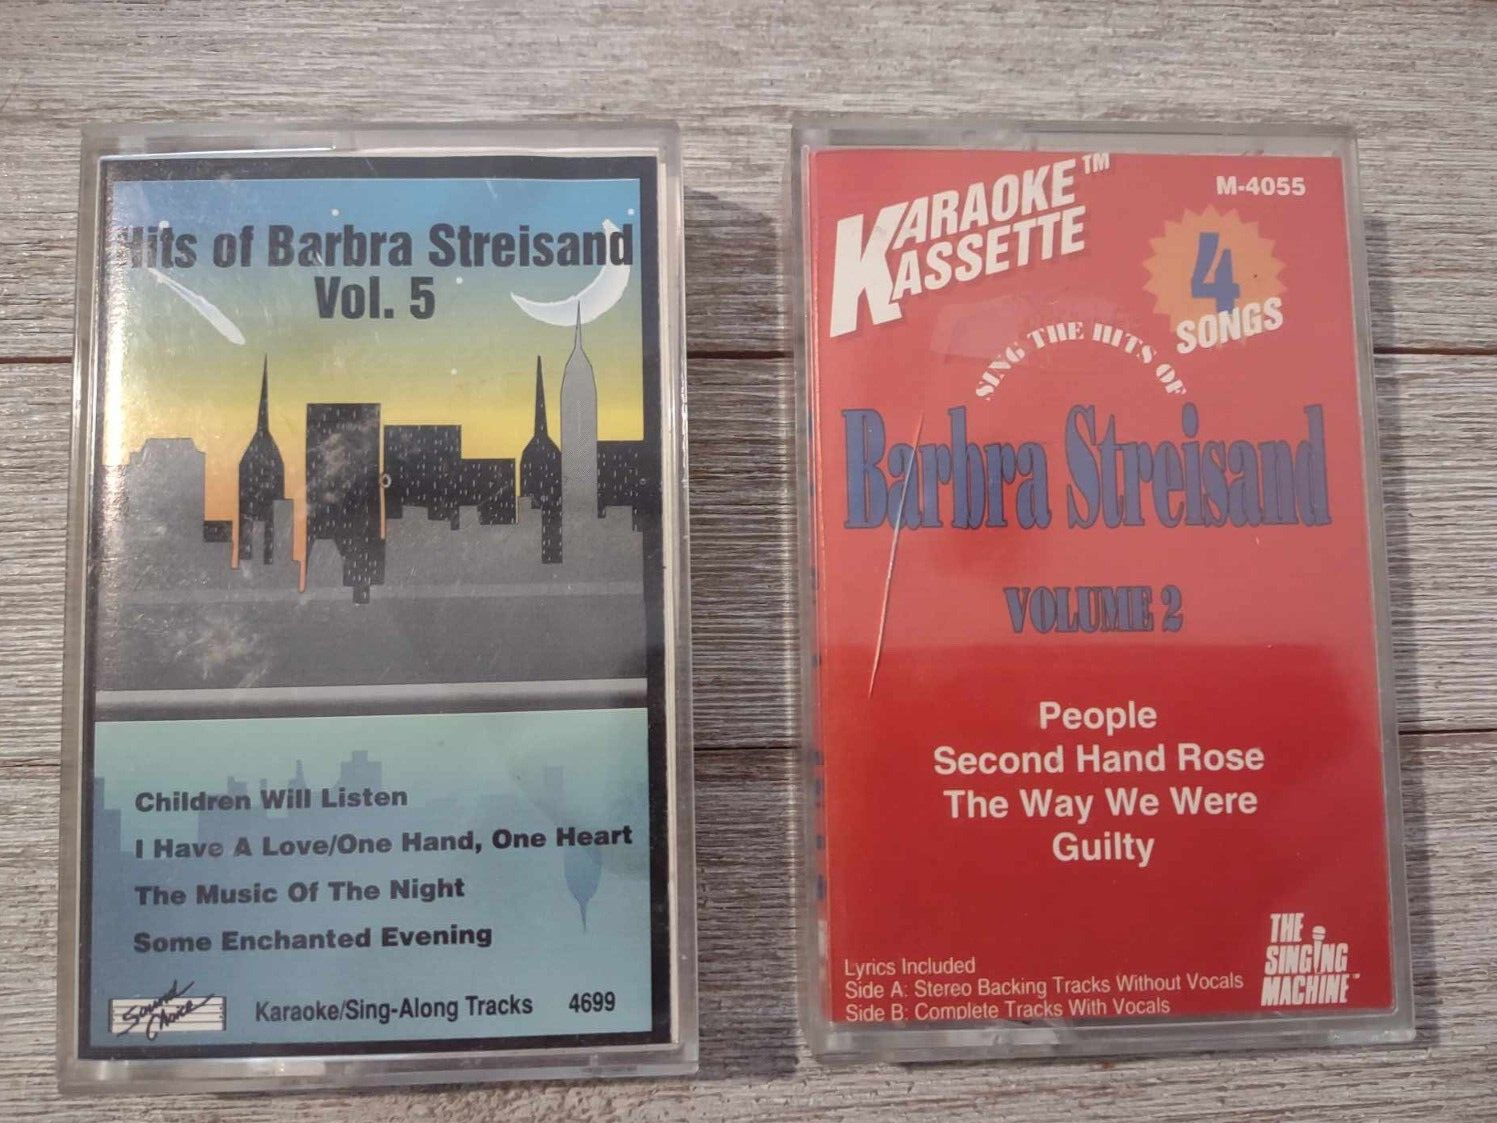 Hits of Barbra Streisand
Vol. 5
Children Will Listen
I Have A Love/One Hand, One Heart
The Music Of The Night
Some Enchanted Evening
Sound Choice
Karaoke/Sing-Along Tracks 4699
KARAOKE™
KASSETTE
M-4055
4
SONGS
SING THE HITS OF
Barbra Streisand
VOLUME 2
People
Second Hand Rose
The Way We Were
Guilty
Lyrics Included
Side A: Stereo Backing Tracks Without Vocals
Side B: Complete Tracks With Vocals
THE
SINGING
MACHINE™